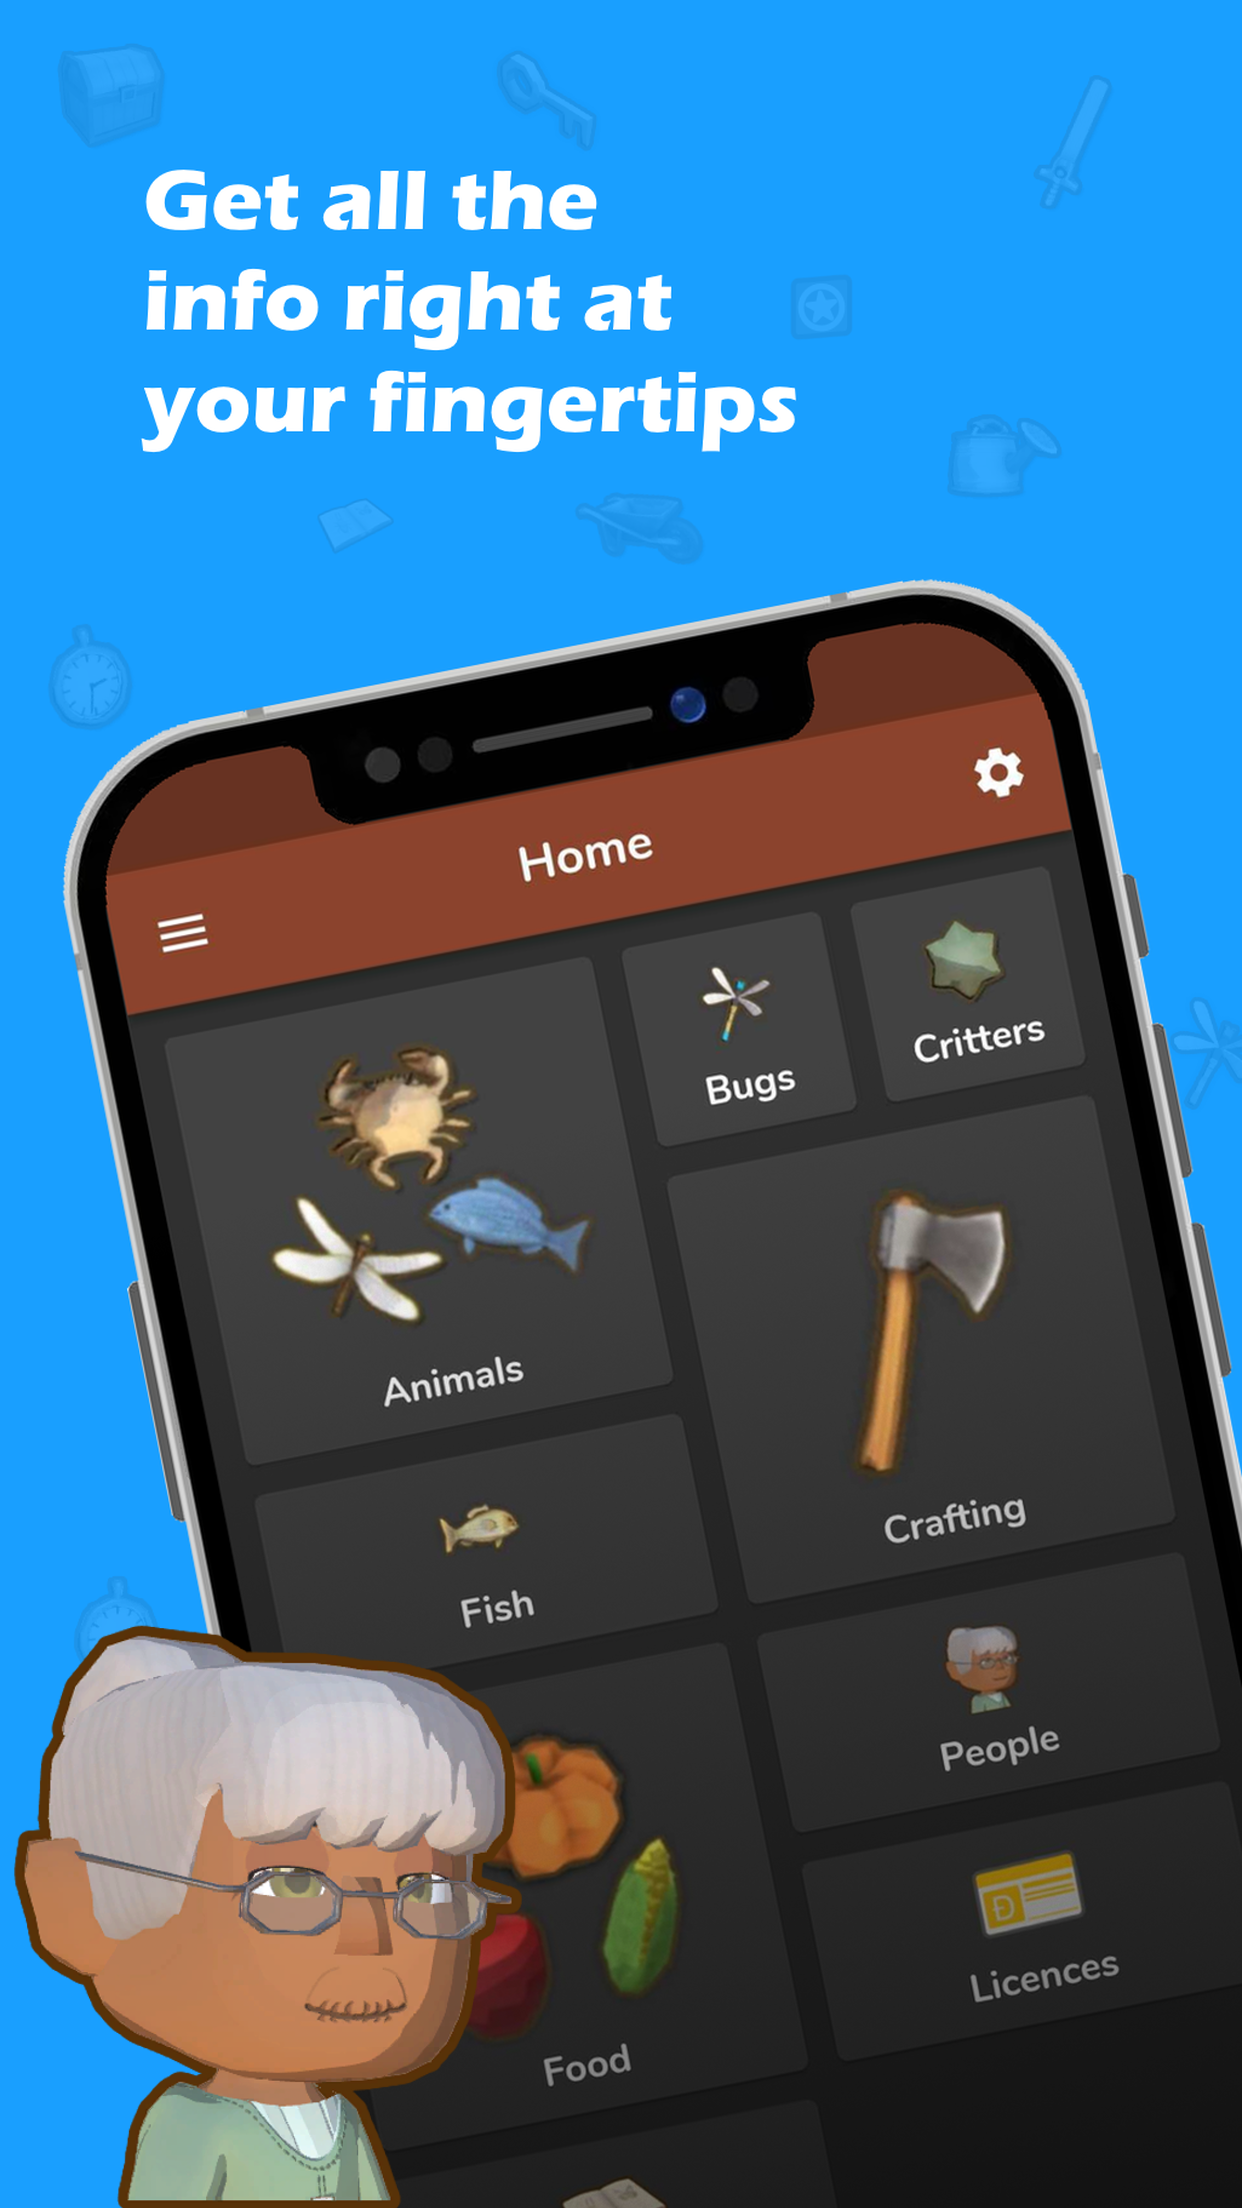 Get all the
info right at
your fingertips
Home
Bugs
Critters
Animals
Crafting
Fish
People
Licences
Food